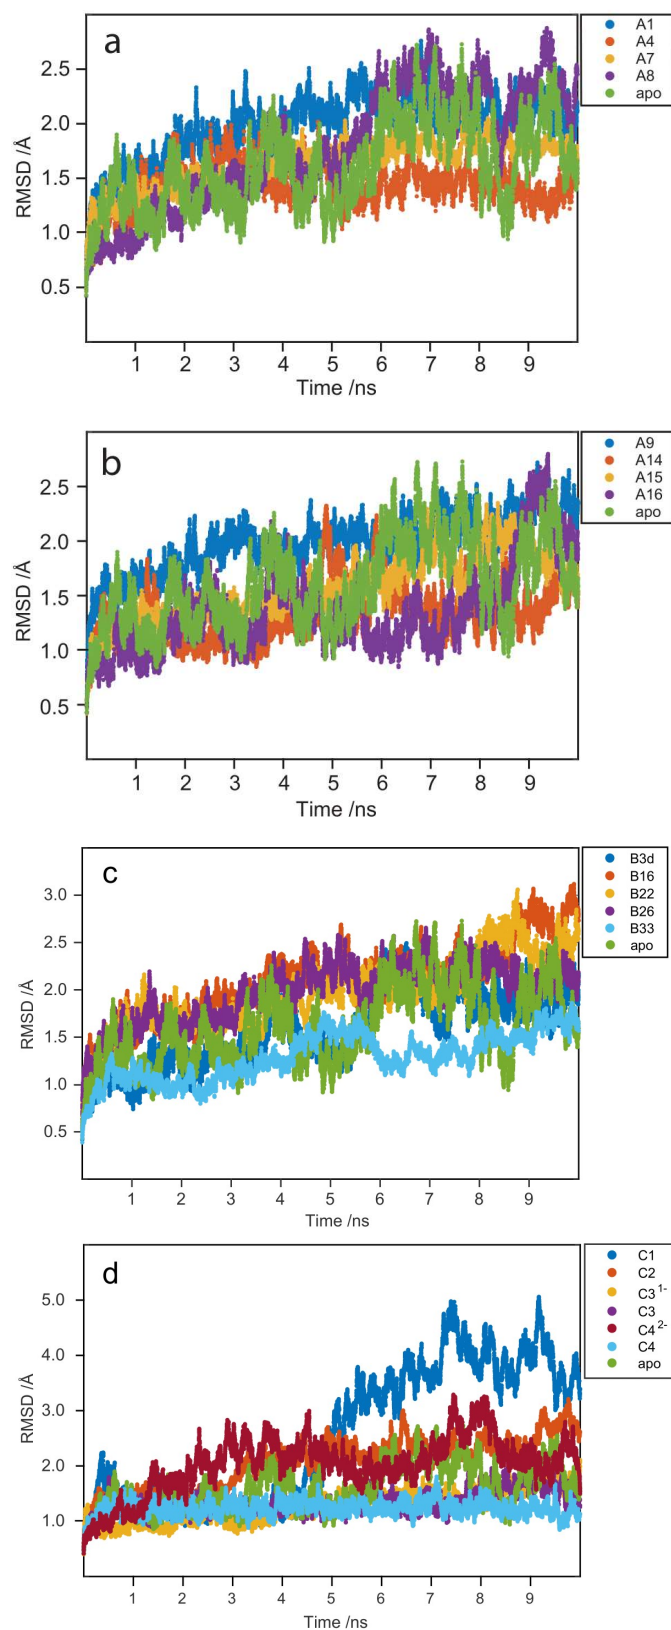 a
A1
A4
A7
A8
apo
RMSD /Å
2.5
2.0
1.5
1.0
0.5
1 2 3 4 5 6 7 8 9
Time /ns
b
A9
A14
A15
A16
apo
RMSD /Å
2.5
2.0
1.5
1.0
0.5
1 2 3 4 5 6 7 8 9
Time /ns
c
B3d
B16
B22
B26
B33
apo
RMSD /Å
3.0
2.5
2.0
1.5
1.0
0.5
1 2 3 4 5 6 7 8 9
Time /ns
d
C1
C2
C3 1-
C3
C4 2-
C4
apo
RMSD /Å
5.0
4.0
3.0
2.0
1.0
1 2 3 4 5 6 7 8 9
Time /ns